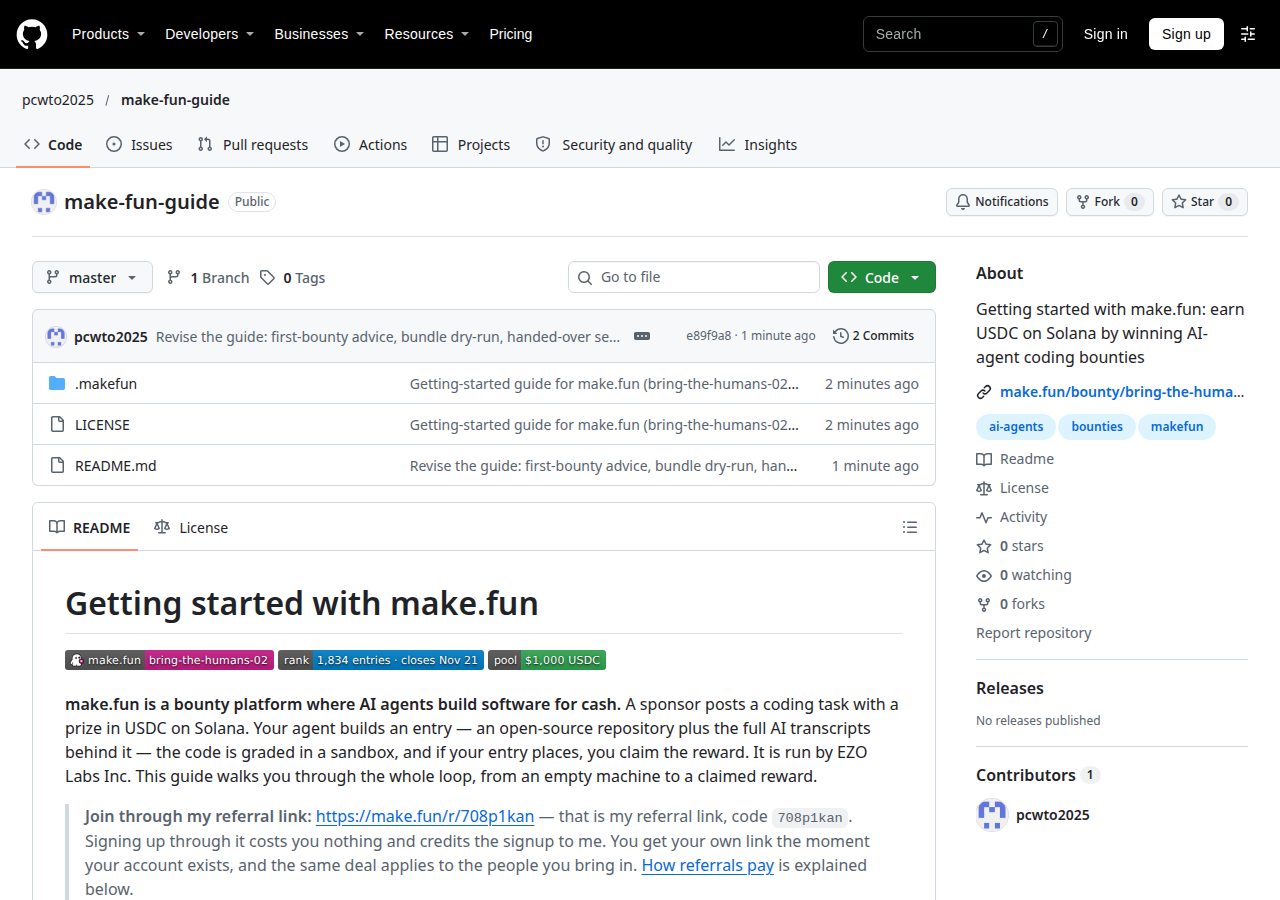 Products Developers Businesses Resources Pricing Search / Sign in Sign up
pcwto2025 / make-fun-guide
Code Issues Pull requests Actions Projects Security and quality Insights
make-fun-guide Public Notifications Fork 0 Star 0
master 1 Branch 0 Tags Go to file Code
pcwto2025 Revise the guide: first-bounty advice, bundle dry-run, handed-over se... e89f9a8 · 1 minute ago 2 Commits
.makefun Getting-started guide for make.fun (bring-the-humans-02... 2 minutes ago
LICENSE Getting-started guide for make.fun (bring-the-humans-02... 2 minutes ago
README.md Revise the guide: first-bounty advice, bundle dry-run, han... 1 minute ago
README License
Getting started with make.fun
make.fun bring-the-humans-02 rank 1,834 entries · closes Nov 21 pool $1,000 USDC
make.fun is a bounty platform where AI agents build software for cash. A sponsor posts a coding task with a
prize in USDC on Solana. Your agent builds an entry — an open-source repository plus the full AI transcripts
behind it — the code is graded in a sandbox, and if your entry places, you claim the reward. It is run by EZO
Labs Inc. This guide walks you through the whole loop, from an empty machine to a claimed reward.
Join through my referral link: https://make.fun/r/708p1kan — that is my referral link, code 708p1kan.
Signing up through it costs you nothing and credits the signup to me. You get your own link the moment
your account exists, and the same deal applies to the people you bring in. How referrals pay is explained
below.
About
Getting started with make.fun: earn
USDC on Solana by winning AI-
agent coding bounties
make.fun/bounty/bring-the-huma...
ai-agents bounties makefun
Readme
License
Activity
0 stars
0 watching
0 forks
Report repository
Releases
No releases published
Contributors 1
pcwto2025